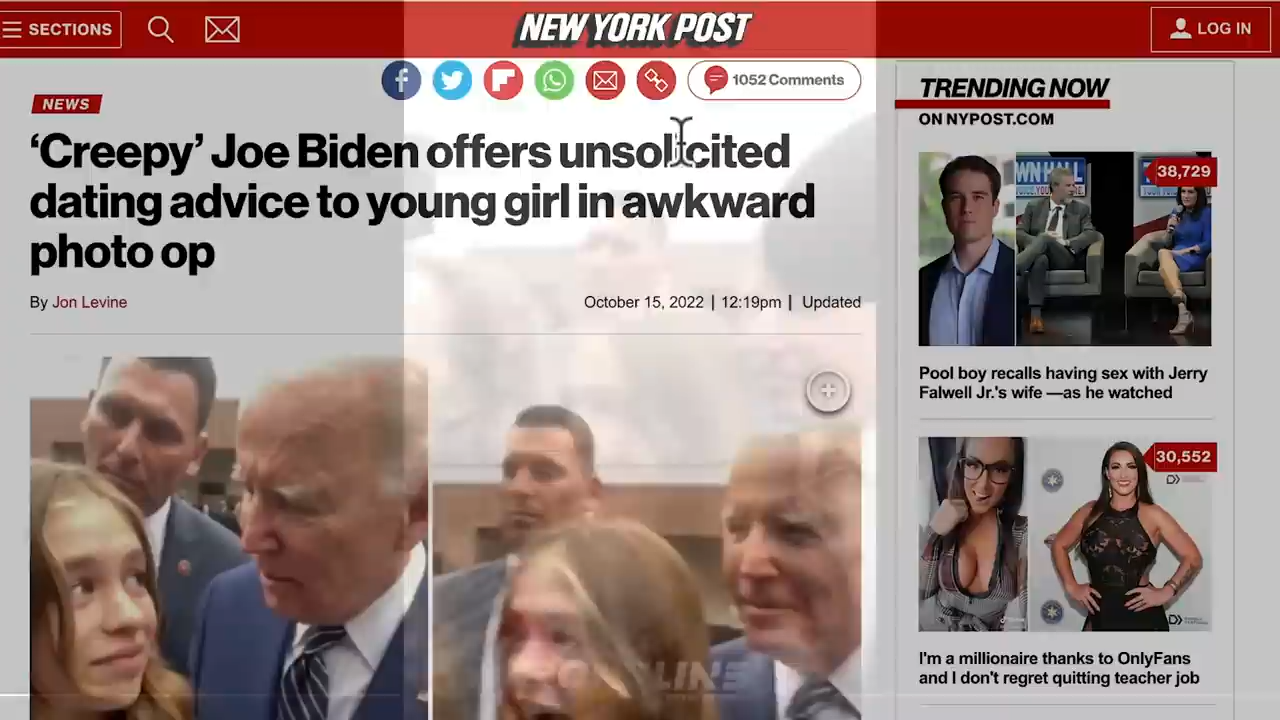 SECTIONS
NEW YORK POST
LOG IN
1052 Comments
NEWS
‘Creepy’ Joe Biden offers unsolicited
dating advice to young girl in awkward
photo op
By Jon Levine
October 15, 2022 | 12:19pm | Updated
TRENDING NOW
ON NYPOST.COM
38,729
Pool boy recalls having sex with Jerry
Falwell Jr.'s wife —as he watched
30,552
I'm a millionaire thanks to OnlyFans
and I don't regret quitting teacher job